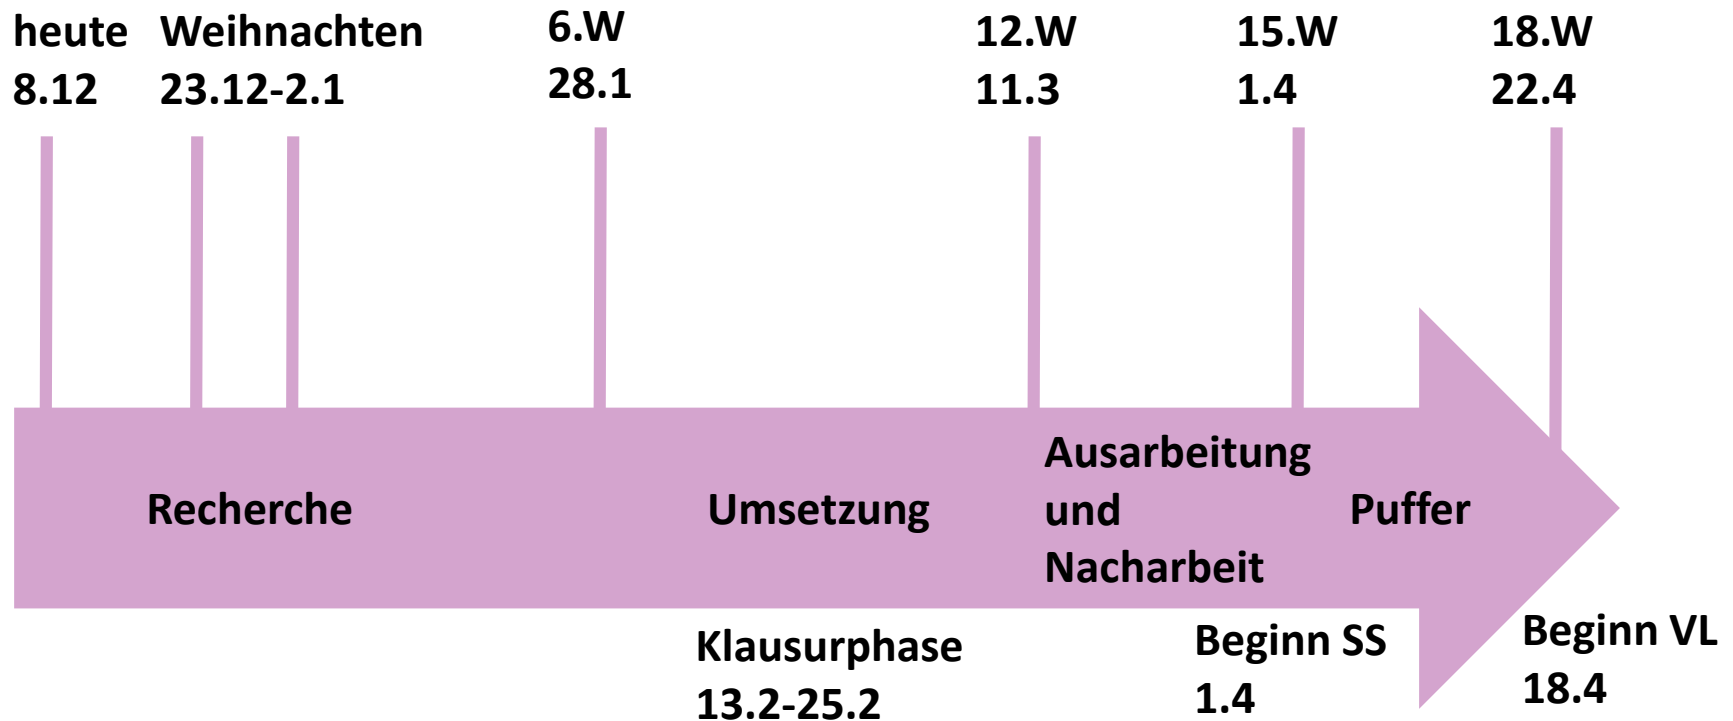 heute
8.12
Weihnachten
23.12-2.1
6.W
28.1
12.W
11.3
15.W
1.4
18.W
22.4
Recherche
Umsetzung
Ausarbeitung
und
Nacharbeit
Puffer
Klausurphase
13.2-25.2
Beginn SS
1.4
Beginn VL
18.4